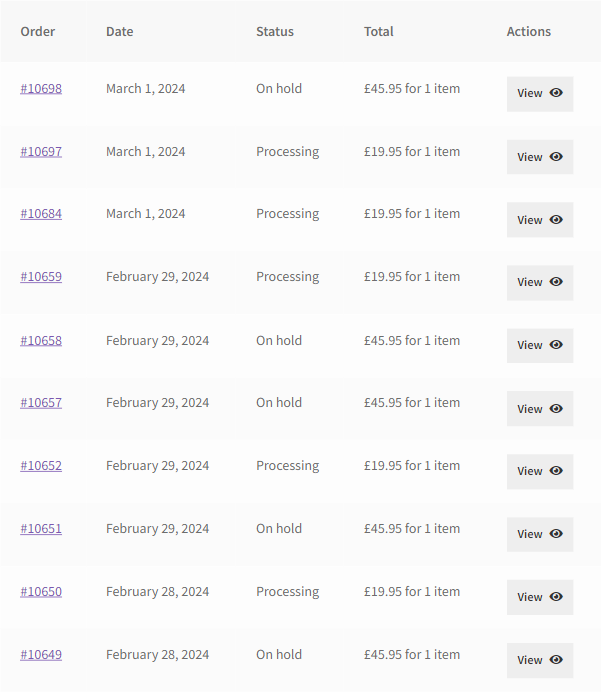 Order Date Status Total Actions
#10698 March 1, 2024 On hold £45.95 for 1 item View
#10697 March 1, 2024 Processing £19.95 for 1 item View
#10684 March 1, 2024 Processing £19.95 for 1 item View
#10659 February 29, 2024 Processing £19.95 for 1 item View
#10658 February 29, 2024 On hold £45.95 for 1 item View
#10657 February 29, 2024 On hold £45.95 for 1 item View
#10652 February 29, 2024 Processing £19.95 for 1 item View
#10651 February 29, 2024 On hold £45.95 for 1 item View
#10650 February 28, 2024 Processing £19.95 for 1 item View
#10649 February 28, 2024 On hold £45.95 for 1 item View